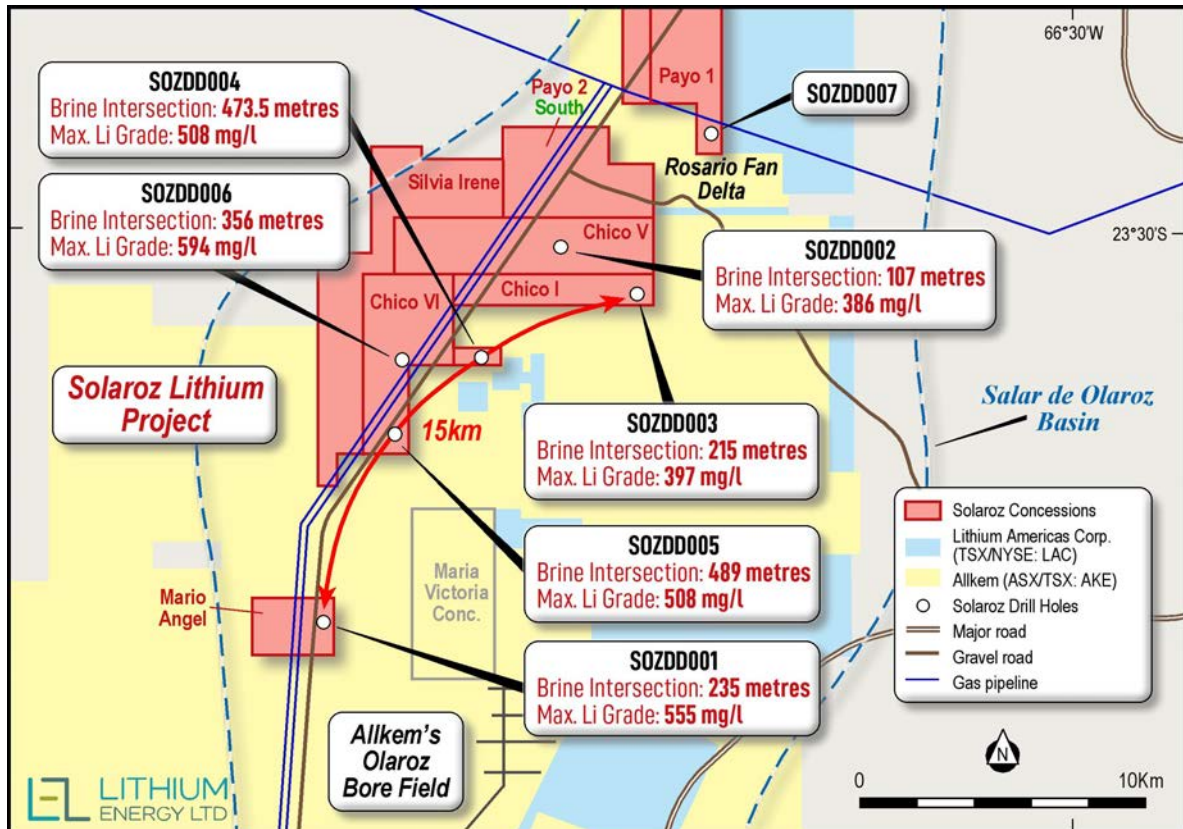 66°30'W
SOZDD004
Brine Intersection: 473.5 metres
Max. Li Grade: 508 mg/l
Payo 2
South
Payo 1
SOZDD007
Rosario Fan
Delta
Silvia Irene
SOZDD006
Brine Intersection: 356 metres
Max. Li Grade: 594 mg/l
Chico V
23°30'S
SOZDD002
Brine Intersection: 107 metres
Max. Li Grade: 386 mg/l
Chico VI
Chico I
Solaroz Lithium
Project
15km
SOZDD003
Brine Intersection: 215 metres
Max. Li Grade: 397 mg/l
Salar de Olaroz
Basin
SOZDD005
Brine Intersection: 489 metres
Max. Li Grade: 508 mg/l
Maria
Victoria
Conc.
Mario
Angel
SOZDD001
Brine Intersection: 235 metres
Max. Li Grade: 555 mg/l
Allkem's
Olaroz
Bore Field
Solaroz Concessions
Lithium Americas Corp.
(TSX/NYSE: LAC)
Allkem (ASX/TSX: AKE)
Solaroz Drill Holes
Major road
Gravel road
Gas pipeline
N
0
10Km
LITHIUM
ENERGY LTD